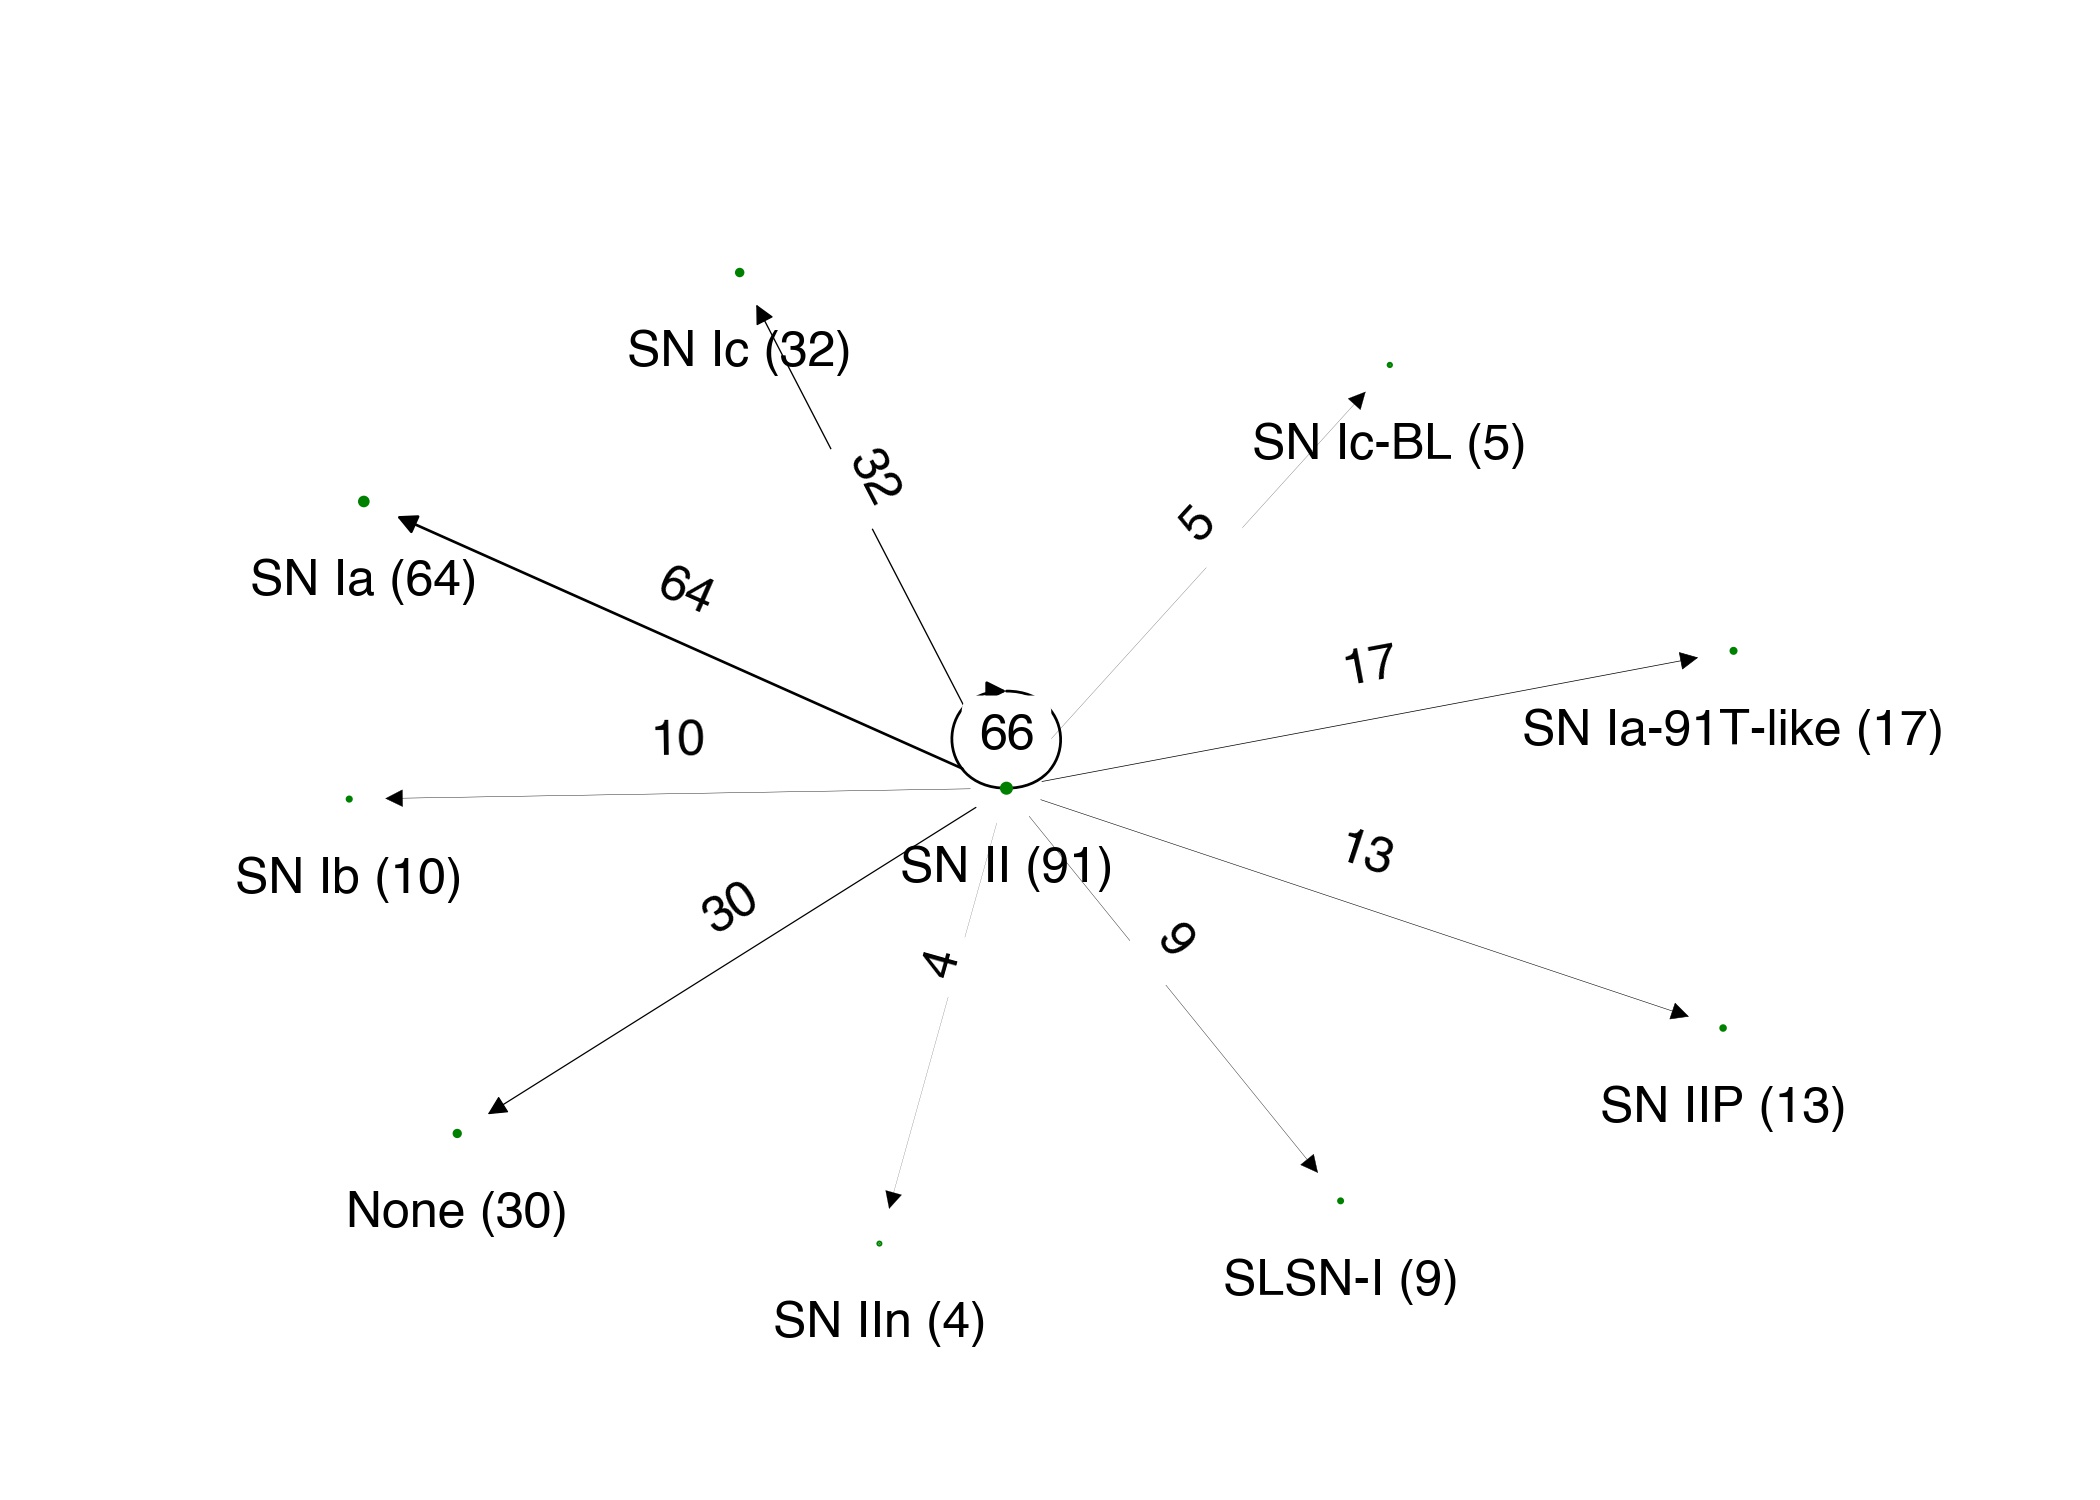 SN Ic (32)
32
SN Ic-BL (5)
5
SN Ia (64)
64
17
SN Ia-91T-like (17)
66
10
SN Ib (10)
SN II (91)
13
30
4
9
SN IIP (13)
None (30)
SLSN-I (9)
SN IIn (4)